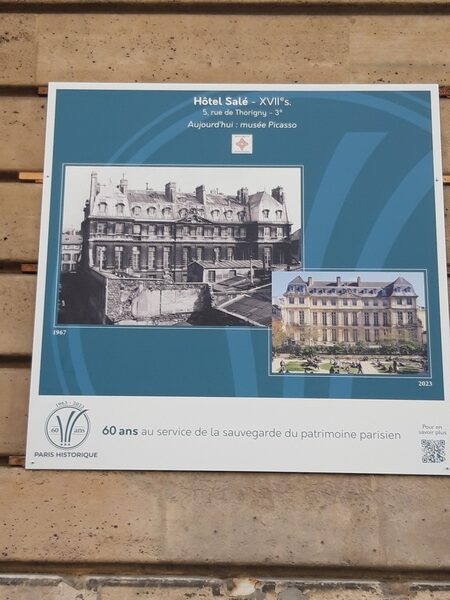 Hôtel Salé - XVIIᵉs.
5, rue de Thorigny - 3ᵉ
Aujourd'hui : musée Picasso
1967
2023
1963 - 2023
60 ans
PARIS HISTORIQUE
60 ans au service de la sauvegarde du patrimoine parisien
Pour en
savoir plus